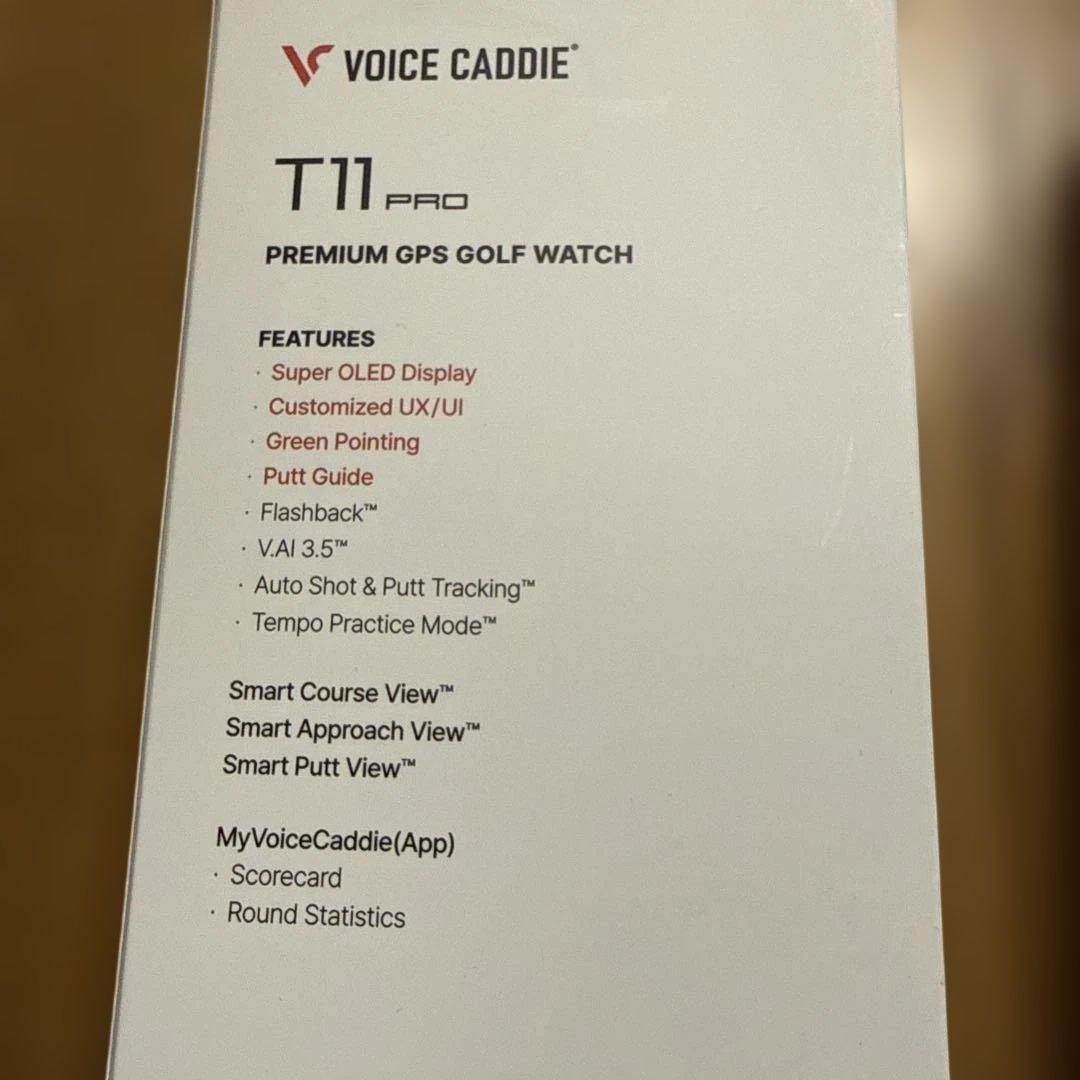 VOICE CADDIE®
T11 PRO
PREMIUM GPS GOLF WATCH
FEATURES
· Super OLED Display
· Customized UX/UI
· Green Pointing
· Putt Guide
· Flashback™
· V.AI 3.5™
· Auto Shot & Putt Tracking™
· Tempo Practice Mode™
Smart Course View™
Smart Approach View™
Smart Putt View™
MyVoiceCaddie(App)
· Scorecard
· Round Statistics